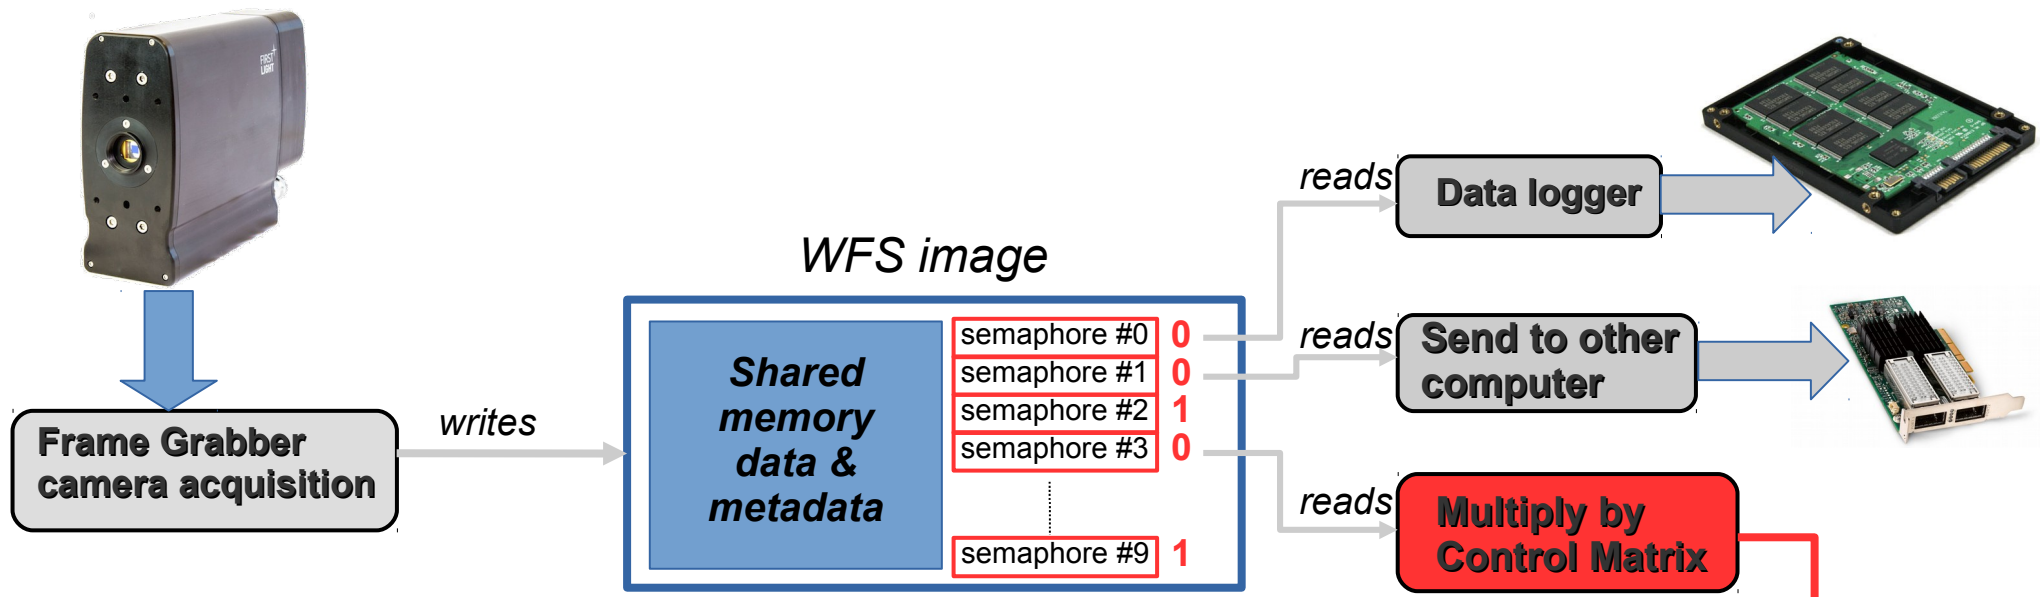 FIRST
LIGHT
WFS image
Frame Grabber
camera acquisition
writes
Shared
memory
data &
metadata
semaphore #0 0
semaphore #1 0
semaphore #2 1
semaphore #3 0
semaphore #9 1
reads
Data logger
reads
Send to other
computer
reads
Multiply by
Control Matrix